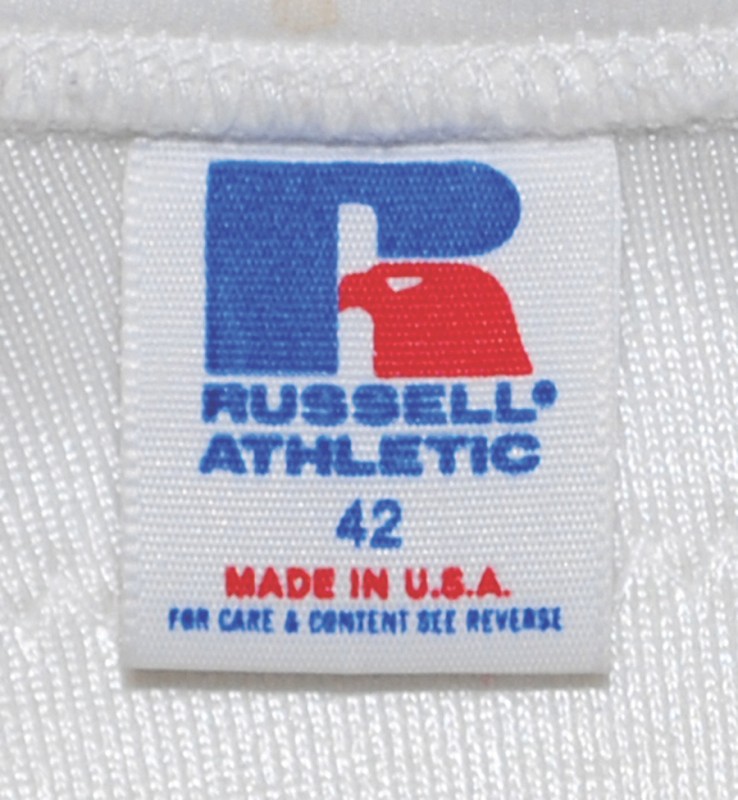 RUSSELL®
ATHLETIC
42
MADE IN U.S.A.
FOR CARE & CONTENT SEE REVERSE